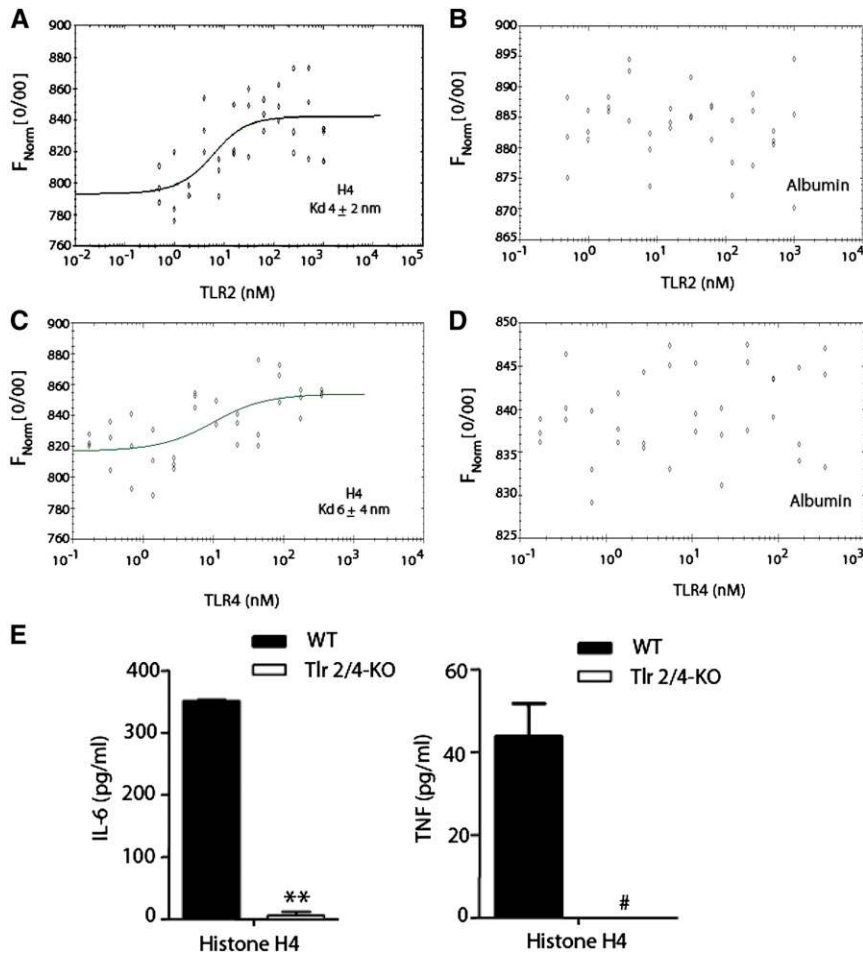 A
900
880
860
840
820
800
780
760
F Norm [0/00]
H4
Kd 4 ± 2 nm
10-2 10-1 100 101 102 103 104 105
TLR2 (nM)
B
900
895
890
885
880
875
870
865
F Norm [0/00]
Albumin
10-1 100 101 102 103 104
TLR2 (nM)
C
900
880
860
840
820
800
780
760
F Norm [0/00]
H4
Kd 6 ± 4 nm
10-1 100 101 102 103 104
TLR4 (nM)
D
850
845
840
835
830
825
F Norm [0/00]
Albumin
10-1 100 101 102 103
TLR4 (nM)
E
WT
Tlr 2/4-KO
400
300
300
100
0
IL-6 (pg/ml)
**
Histone H4
WT
Tlr 2/4-KO
60
40
20
0
TNF (pg/ml)
#
Histone H4